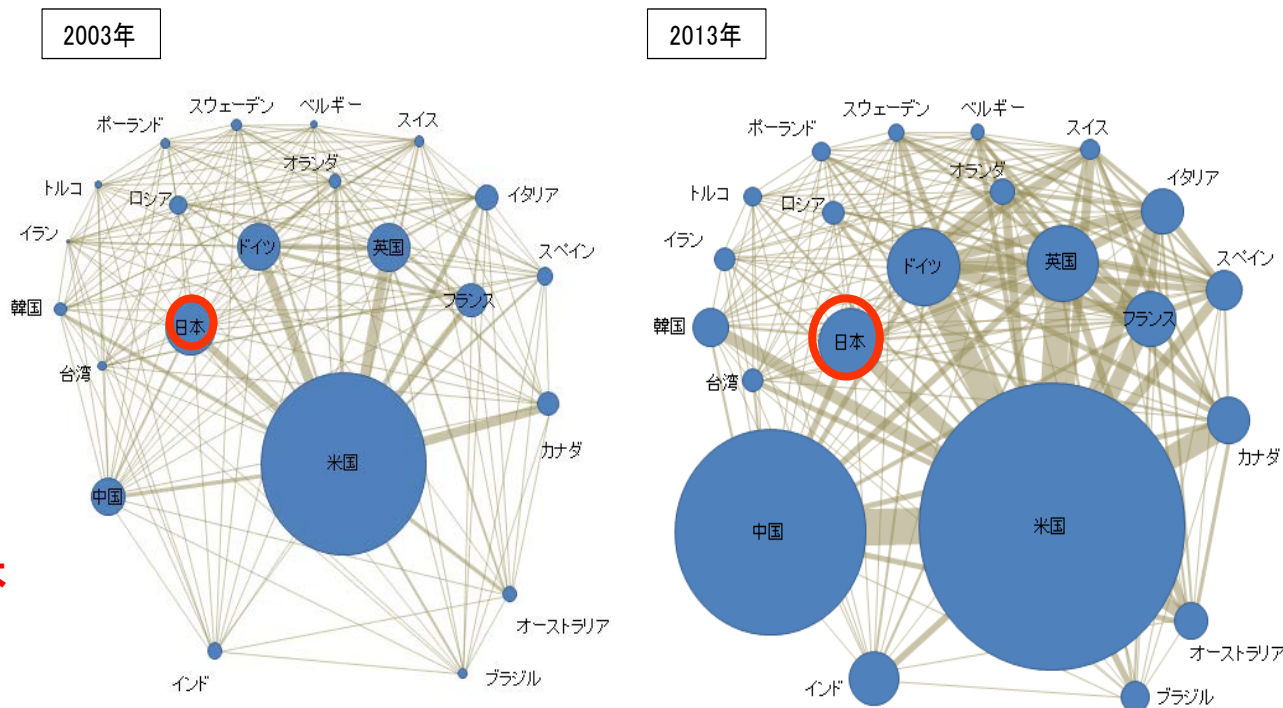 2003年
スウェーデン
ベルギー
スイス
ポーランド
オランダ
トルコ
ロシア
イタリア
イラン
ドイツ
英国
スペイン
韓国
日本
フランス
台湾
カナダ
米国
中国
オーストラリア
インド
ブラジル
2013年
スウェーデン
ベルギー
スイス
ポーランド
オランダ
トルコ
ロシア
イタリア
イラン
ドイツ
英国
スペイン
韓国
日本
フランス
台湾
カナダ
中国
米国
オーストラリア
インド
ブラジル